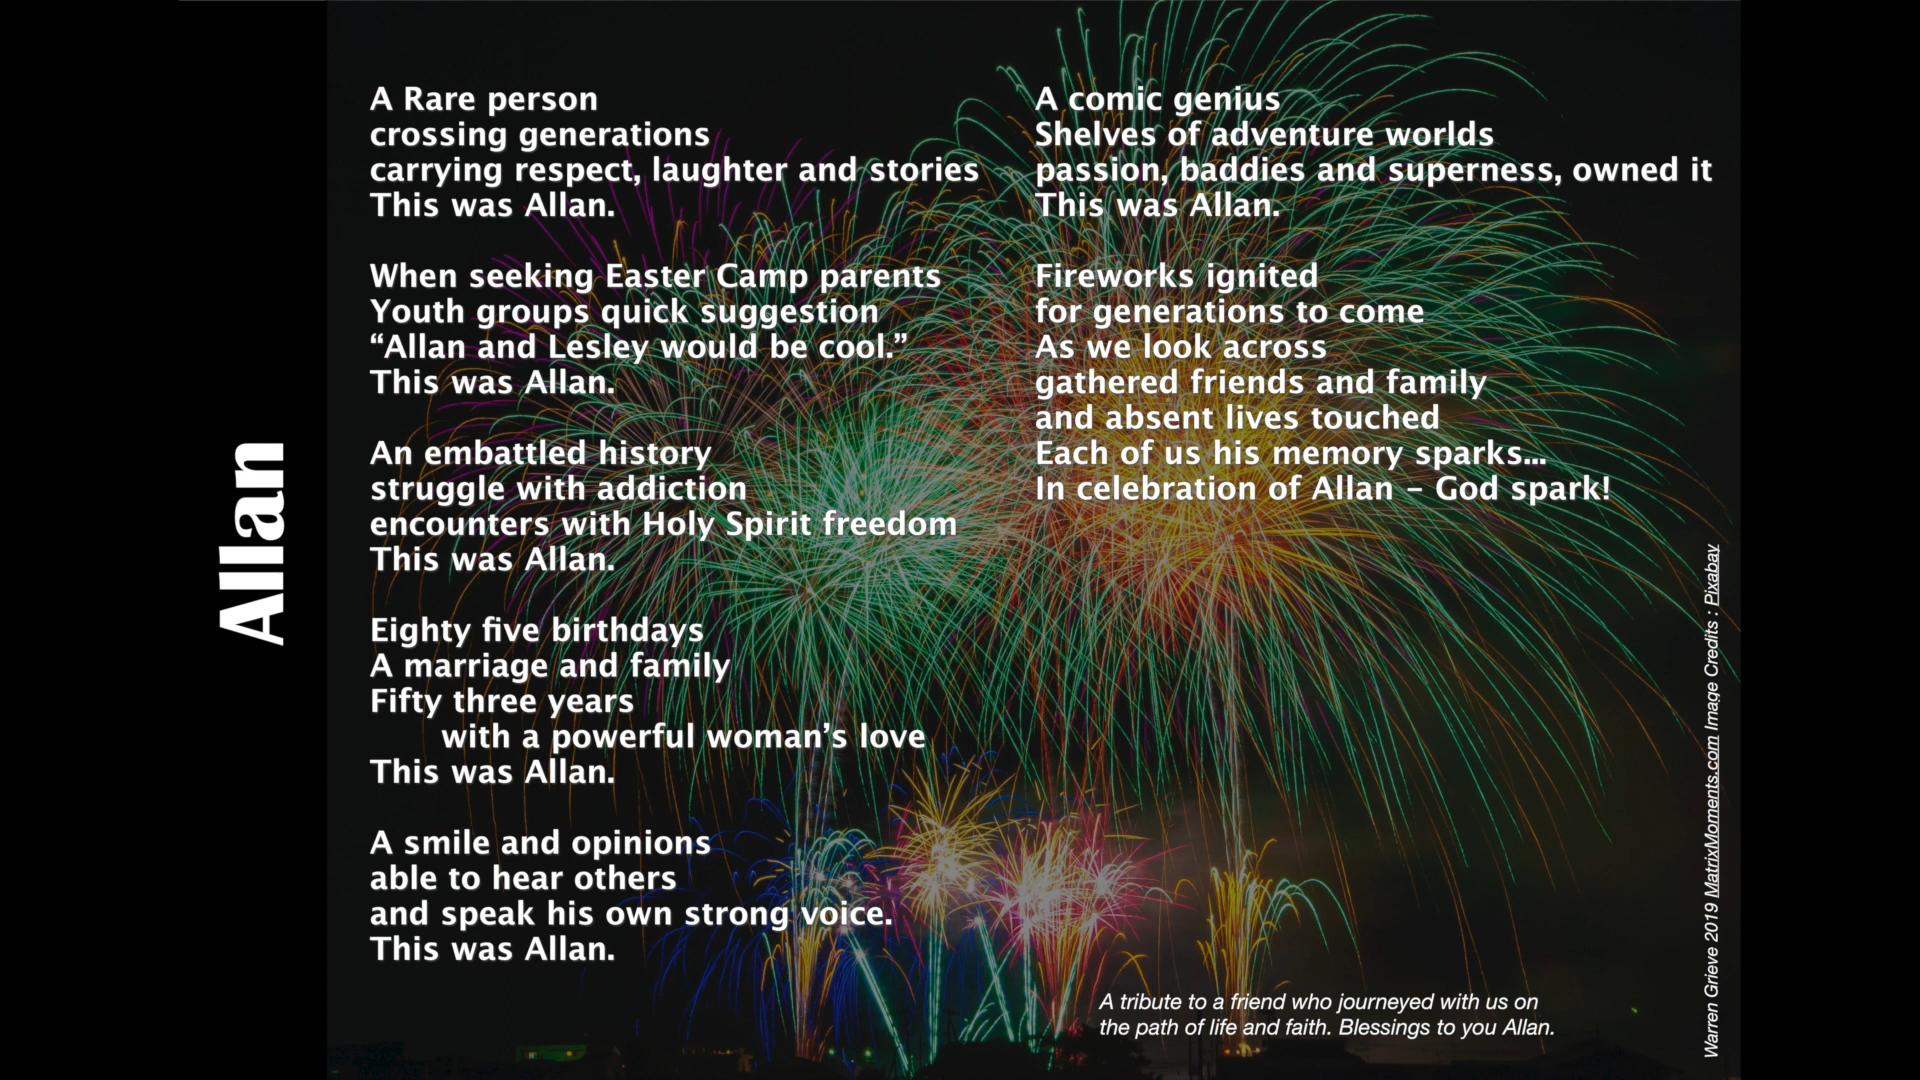 Allan
A Rare person
crossing generations
carrying respect, laughter and stories
This was Allan.
When seeking Easter Camp parents
Youth groups quick suggestion
“Allan and Lesley would be cool.”
This was Allan.
An embattled history
struggle with addiction
encounters with Holy Spirit freedom
This was Allan.
Eighty five birthdays
A marriage and family
Fifty three years
with a powerful woman’s love
This was Allan.
A smile and opinions
able to hear others
and speak his own strong voice.
This was Allan.
A comic genius
Shelves of adventure worlds
passion, baddies and superness, owned it
This was Allan.
Fireworks ignited
for generations to come
As we look across
gathered friends and family
and absent lives touched
Each of us his memory sparks...
In celebration of Allan – God spark!
A tribute to a friend who journeyed with us on
the path of life and faith. Blessings to you Allan.
Warren Grieve 2019 MatrixMoments.com Image Credits : Pixabay